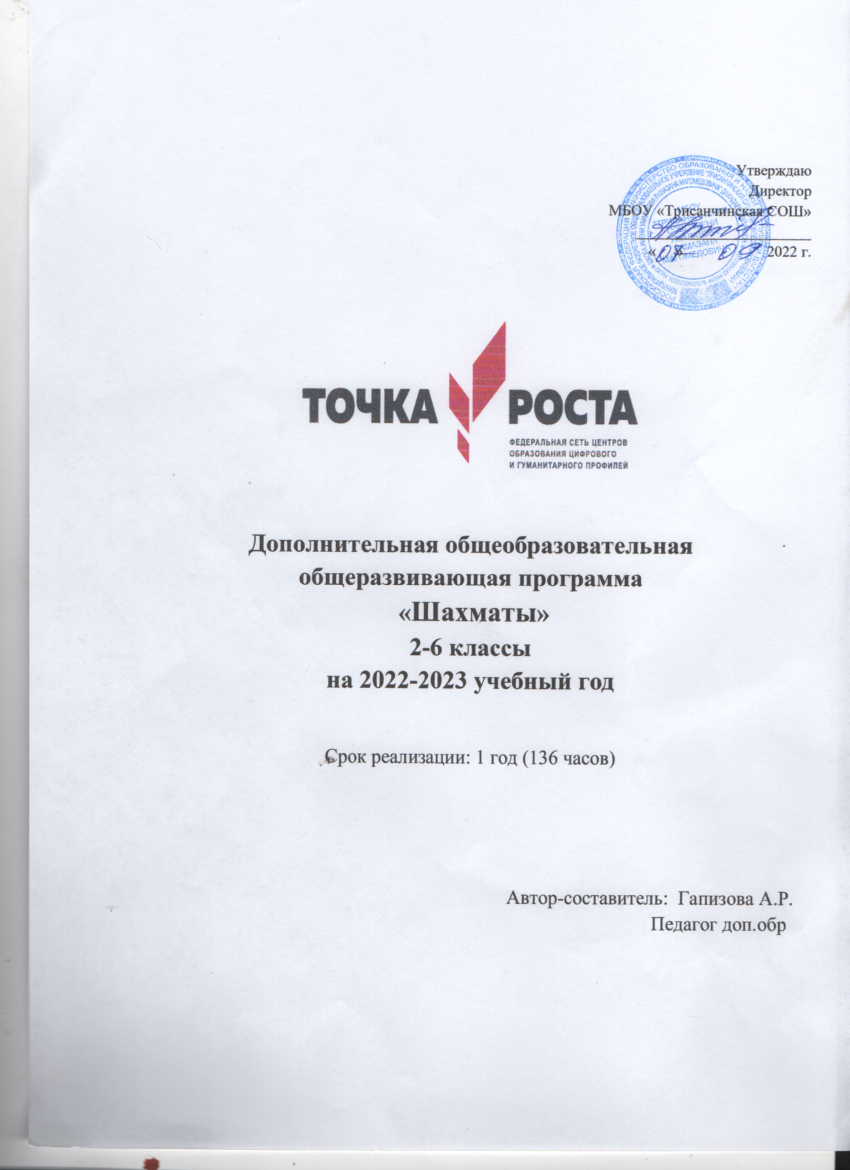 Утверждаю
Директор
МБОУ «Трисанчинская СОШ»
«08» 09 2022 г.
ТОЧКА РОСТА
ФЕДЕРАЛЬНАЯ СЕТЬ ЦЕНТРОВ
ОБРАЗОВАНИЯ ЦИФРОВОГО
И ГУМАНИТАРНОГО ПРОФИЛЕЙ
Дополнительная общеобразовательная
общеразвивающая программа
«Шахматы»
2-6 классы
на 2022-2023 учебный год
Срок реализации: 1 год (136 часов)
Автор-составитель: Гапизова А.Р.
Педагог доп.обр